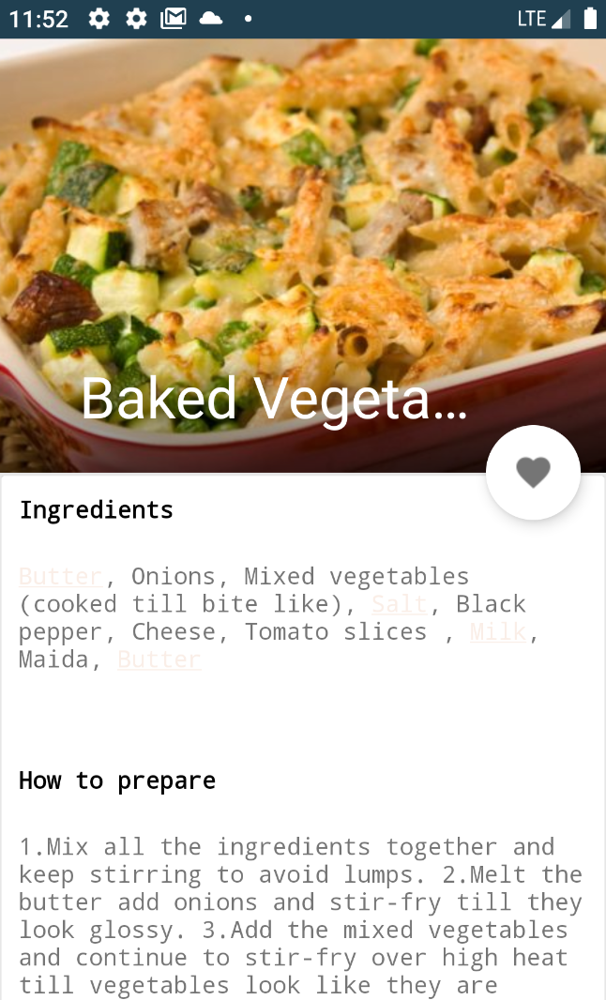 11:52 LTE
Baked Vegeta...
Ingredients
Butter, Onions, Mixed vegetables
(cooked till bite like), Salt, Black
pepper, Cheese, Tomato slices , Milk,
Maida, Butter
How to prepare
1.Mix all the ingredients together and
keep stirring to avoid lumps. 2.Melt the
butter add onions and stir-fry till they
look glossy. 3.Add the mixed vegetables
and continue to stir-fry over high heat
till vegetables look like they are